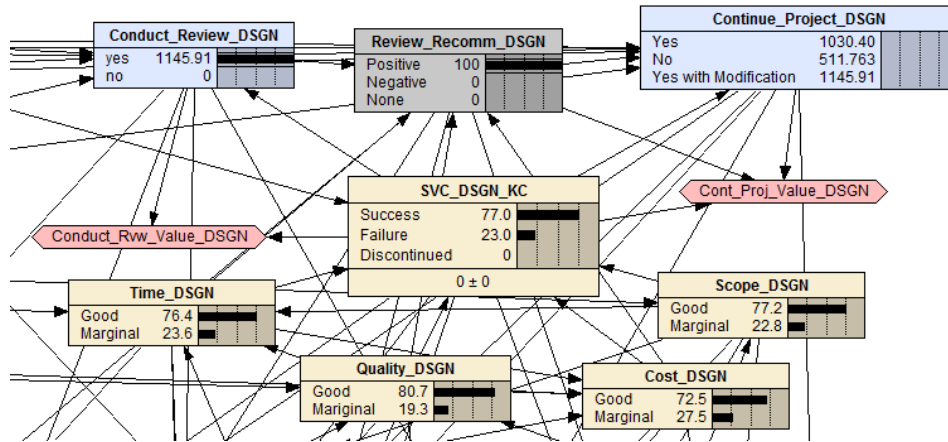 Conduct_Review_DSGN
yes 1145.91
no 0
Review_Recomm_DSGN
Positive 100
Negative 0
None 0
Continue_Project_DSGN
Yes 1030.40
No 511.763
Yes with Modification 1145.91
SVC_DSGN_KC
Success 77.0
Failure 23.0
Discontinued 0
0 ± 0
Cont_Proj_Value_DSGN
Conduct_Rvw_Value_DSGN
Time_DSGN
Good 76.4
Marginal 23.6
Scope_DSGN
Good 77.2
Marginal 22.8
Quality_DSGN
Good 80.7
Mariginal 19.3
Cost_DSGN
Good 72.5
Marginal 27.5